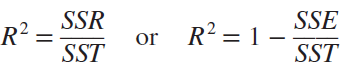 R² = SSR/SST or R² = 1 − SSE/SST